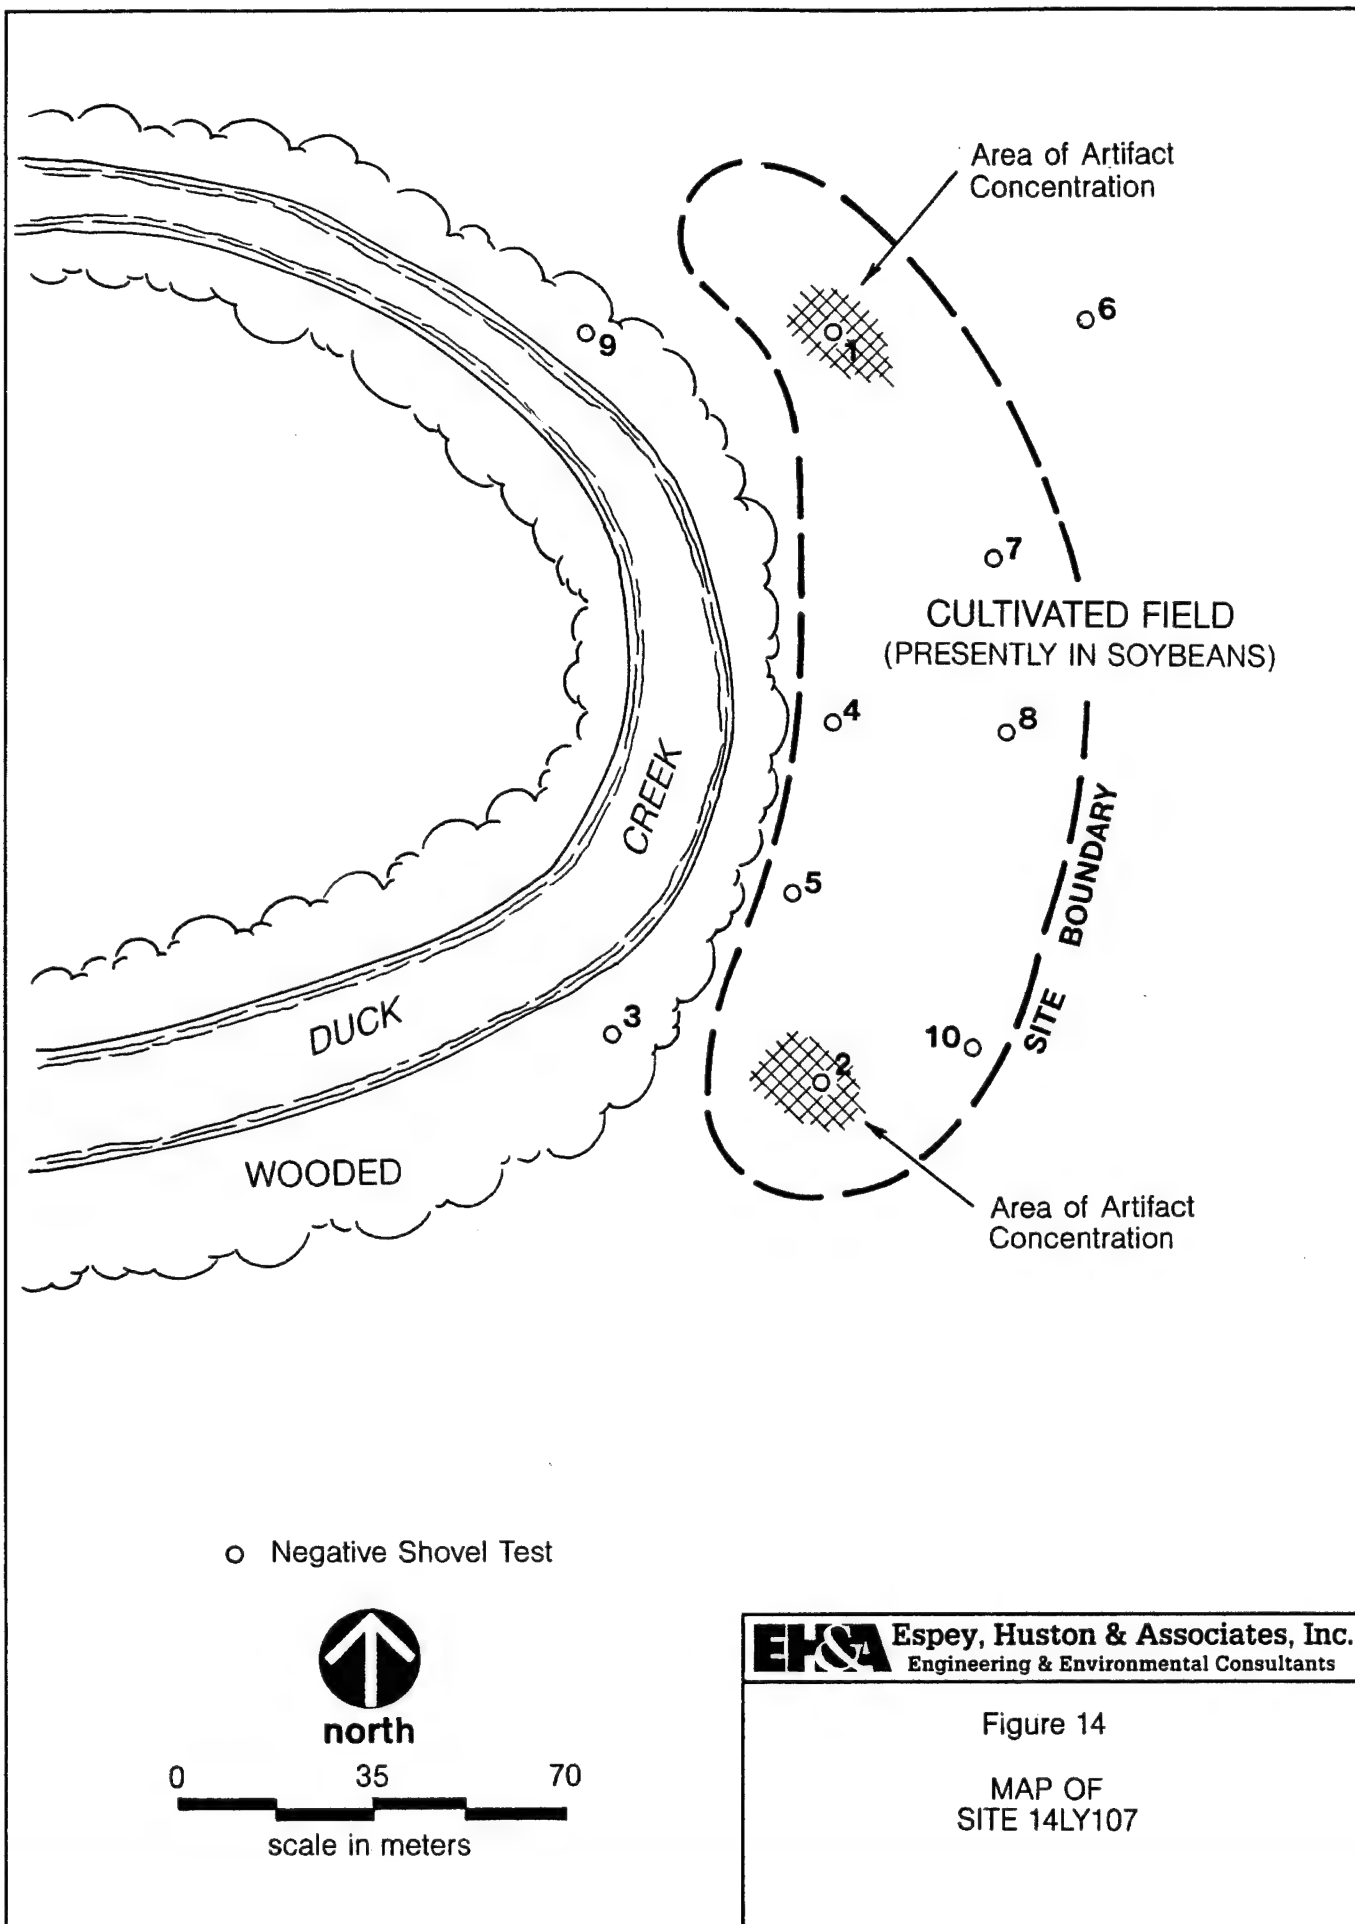 Area of Artifact
Concentration
6
9
1
7
CULTIVATED FIELD
(PRESENTLY IN SOYBEANS)
4
8
CREEK
SITE BOUNDARY
5
DUCK
3
10
2
WOODED
Area of Artifact
Concentration
Negative Shovel Test
north
0 35 70
scale in meters
EH&A Espey, Huston & Associates, Inc.
Engineering & Environmental Consultants
Figure 14
MAP OF
SITE 14LY107